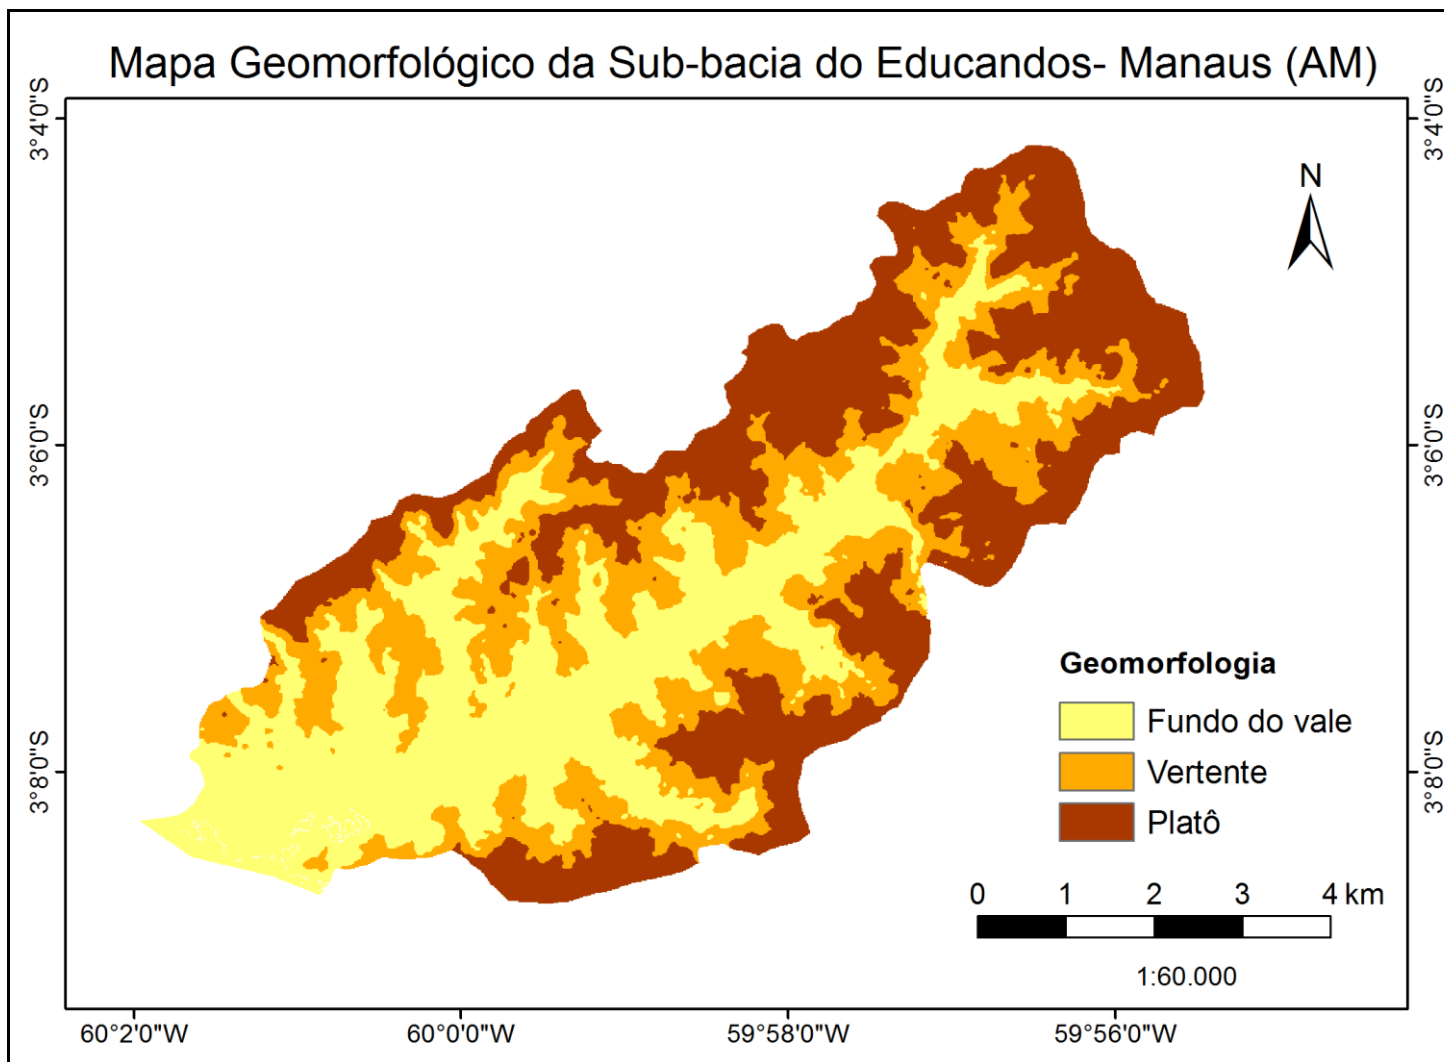 Mapa Geomorfológico da Sub-bacia do Educandos- Manaus (AM)
3°4'0"S
3°4'0"S
N
3°6'0"S
3°6'0"S
Geomorfologia
Fundo do vale
Vertente
Platô
3°8'0"S
3°8'0"S
0 1 2 3 4 km
1:60.000
60°2'0"W 60°0'0"W 59°58'0"W 59°56'0"W